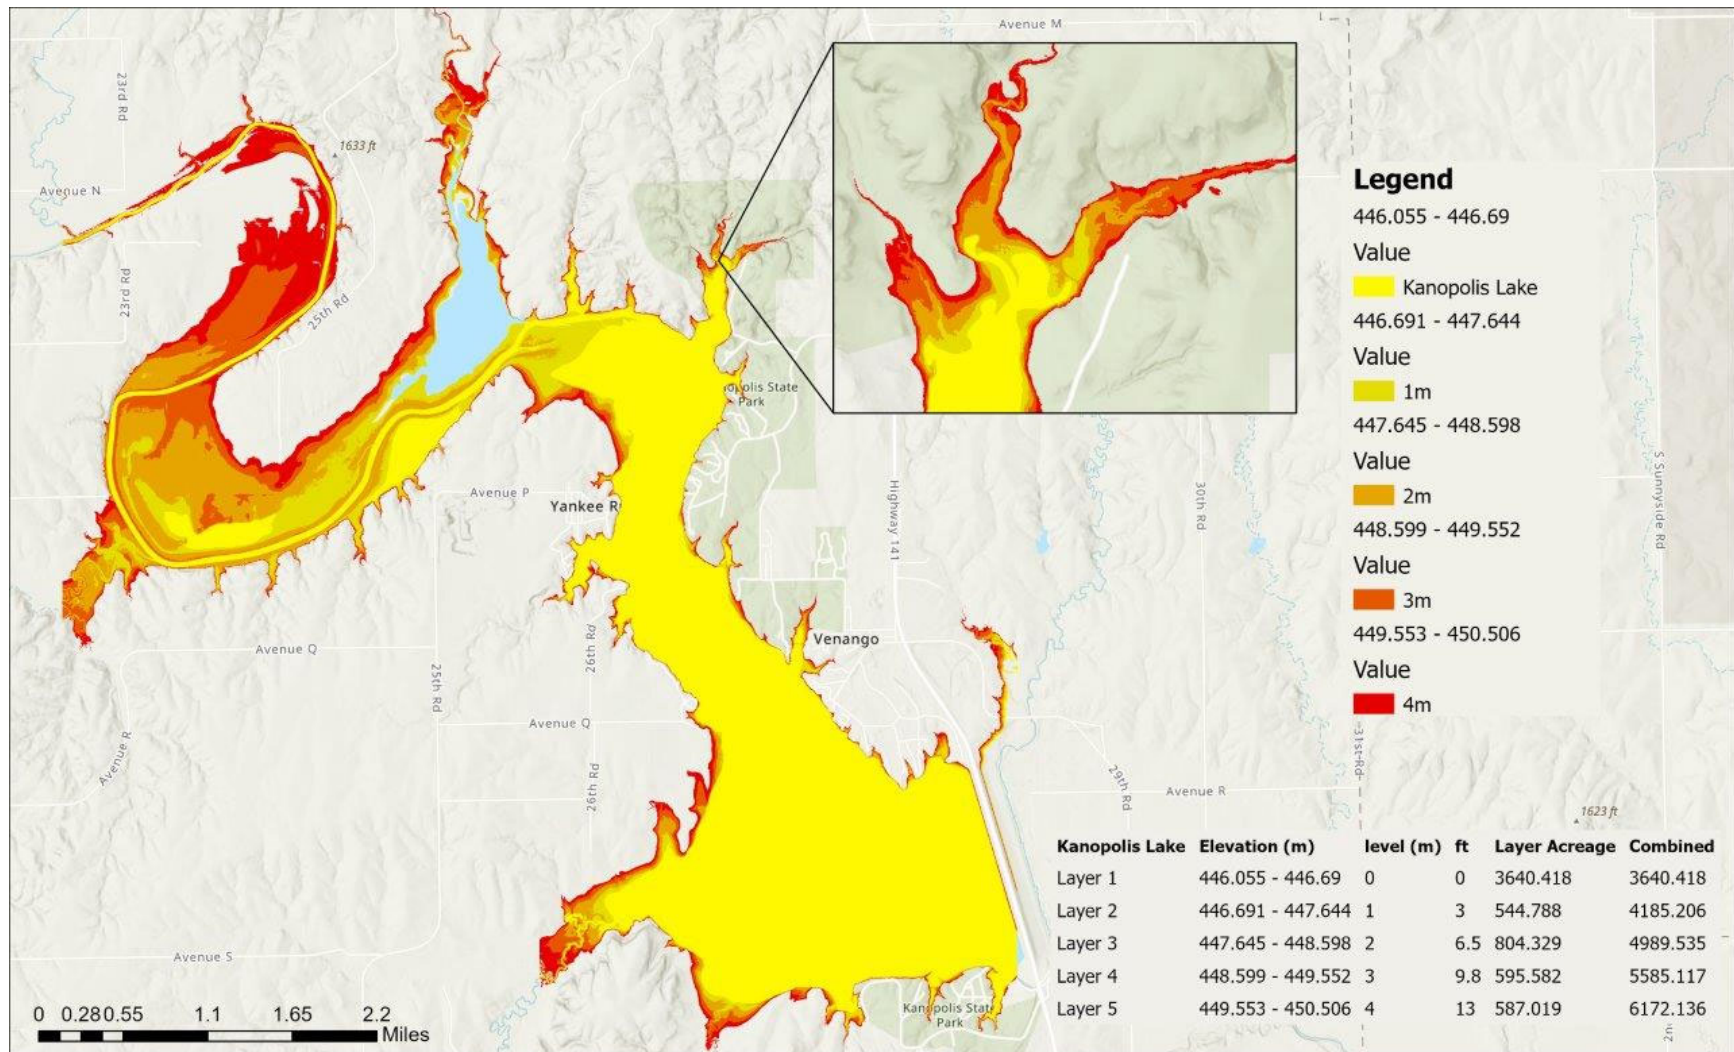 Avenue M
23rd Rd
1633 ft
Avenue N
23rd Rd
25th Rd
opolis State
Park
Avenue P
Yankee R
Highway 141
30th Rd
S Sunnyside Rd
Venango
Avenue Q
26th Rd
25th Rd
Avenue Q
Avenue R
26th Rd
29th Rd
Avenue R
31st Rd
1623 ft
Avenue S
Kanopolis State
Park
Legend
446.055 - 446.69
Value
Kanopolis Lake
446.691 - 447.644
Value
1m
447.645 - 448.598
Value
2m
448.599 - 449.552
Value
3m
449.553 - 450.506
Value
4m
Kanopolis Lake Elevation (m) level (m) ft Layer Acreage Combined
Layer 1 446.055 - 446.69 0 0 3640.418 3640.418
Layer 2 446.691 - 447.644 1 3 544.788 4185.206
Layer 3 447.645 - 448.598 2 6.5 804.329 4989.535
Layer 4 448.599 - 449.552 3 9.8 595.582 5585.117
Layer 5 449.553 - 450.506 4 13 587.019 6172.136
0 0.28 0.55 1.1 1.65 2.2
Miles